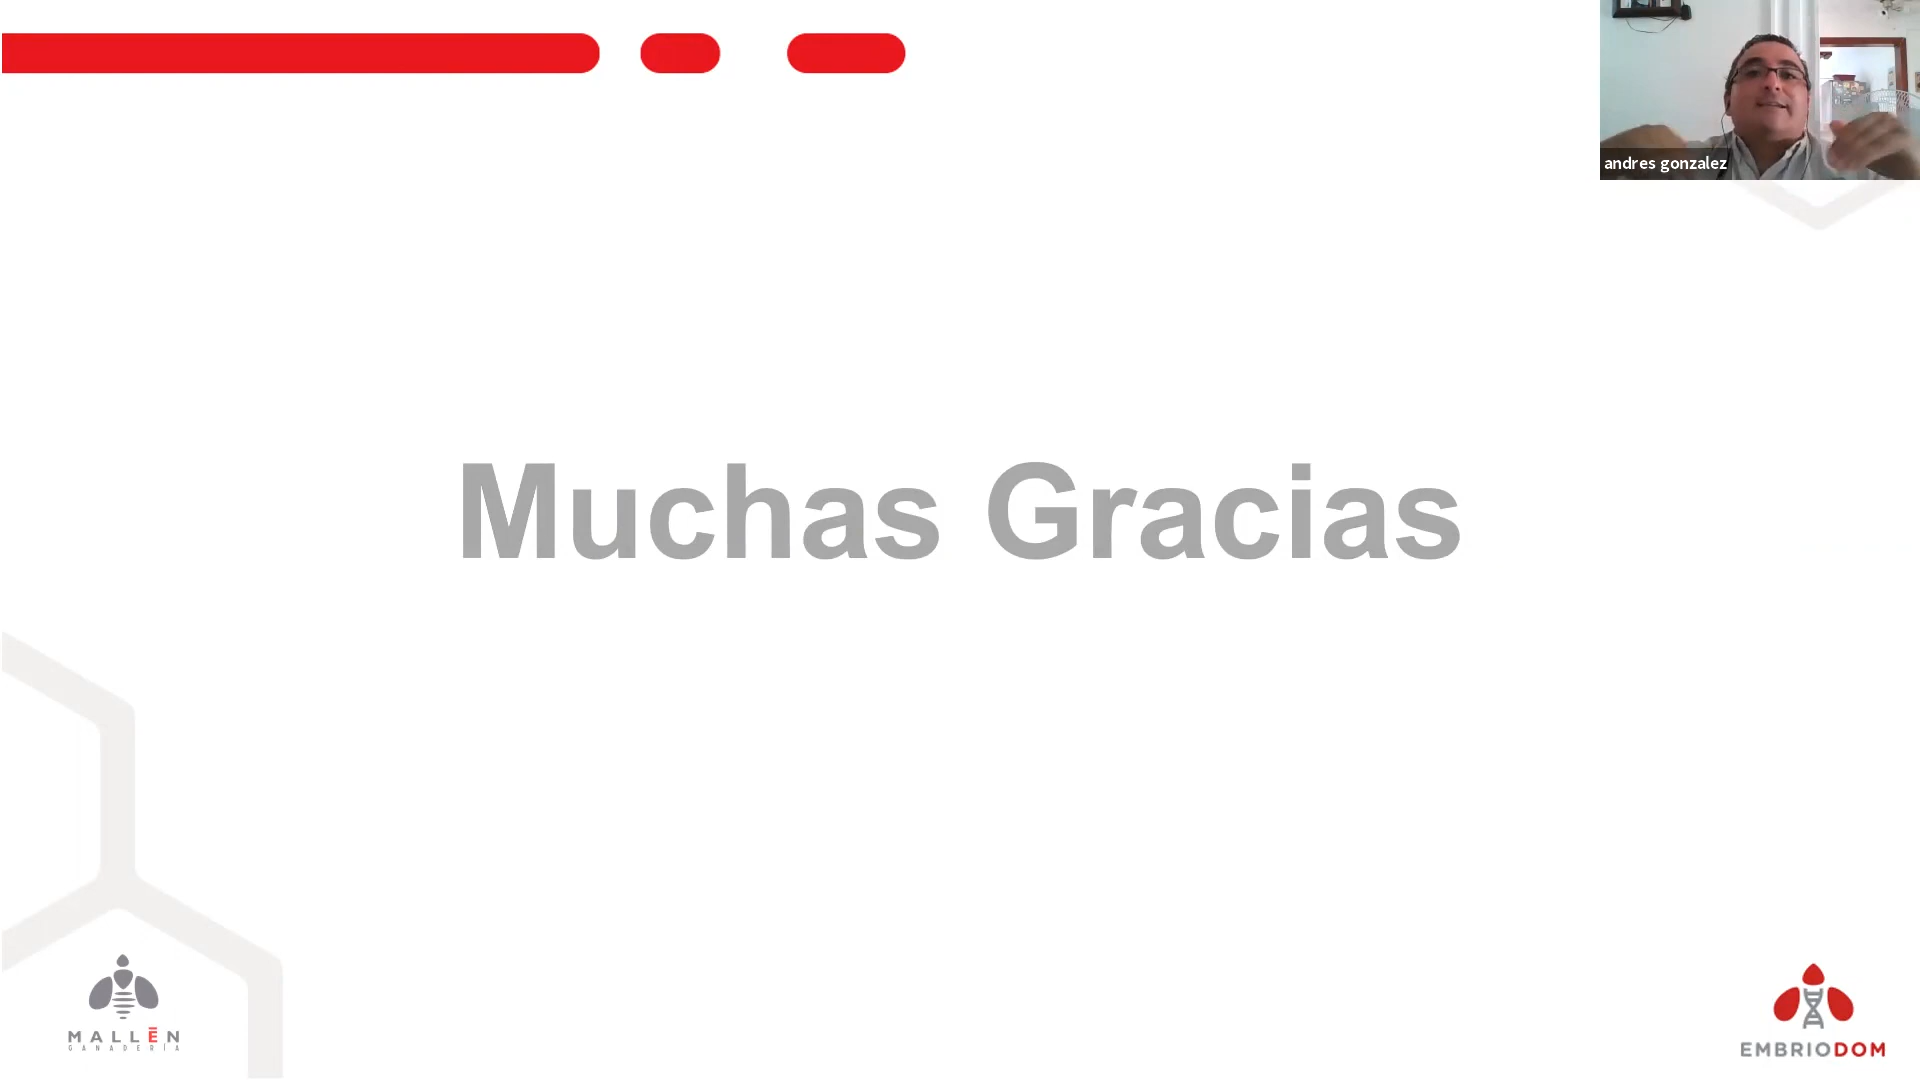 andres gonzalez
Muchas Gracias
MALLĒN
GANADERÍA
EMBRIODOM